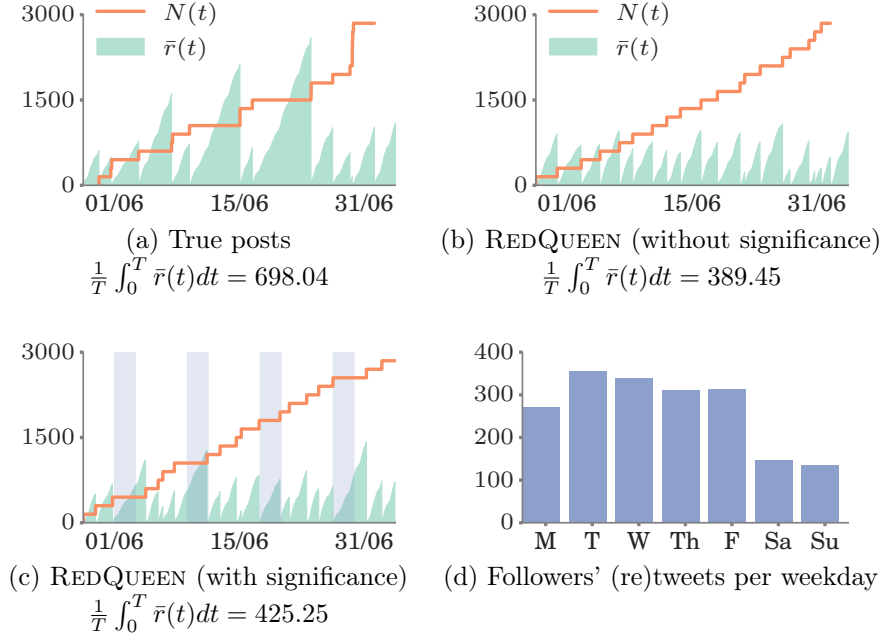 3000
1500
0
N(t)
r̄(t)
01/06 15/06 31/06
(a) True posts
1/T ∫₀ᵀ r̄(t)dt = 698.04
3000
1500
0
N(t)
r̄(t)
01/06 15/06 31/06
(b) REDQUEEN (without significance)
1/T ∫₀ᵀ r̄(t)dt = 389.45
3000
1500
0
01/06 15/06 31/06
(c) REDQUEEN (with significance)
1/T ∫₀ᵀ r̄(t)dt = 425.25
400
300
200
100
0
M T W Th F Sa Su
(d) Followers' (re)tweets per weekday